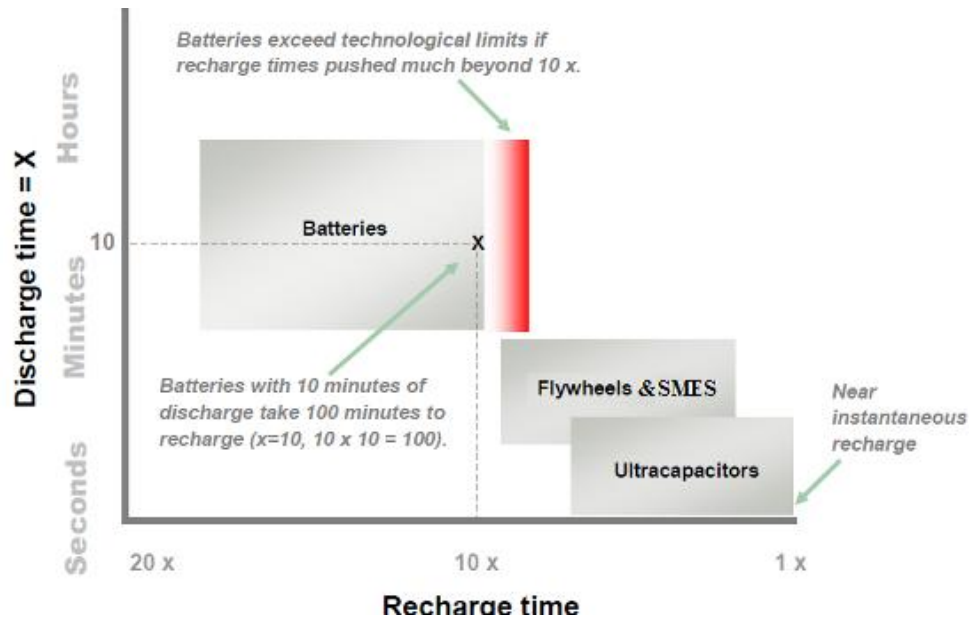 Batteries exceed technological limits if
recharge times pushed much beyond 10 x.
Discharge time = X
Hours
Minutes
Seconds
10
Batteries
X
Batteries with 10 minutes of
discharge take 100 minutes to
recharge (x=10, 10 x 10 = 100).
Flywheels &SMES
Ultracapacitors
Near
instantaneous
recharge
20 x
10 x
1 x
Recharge time